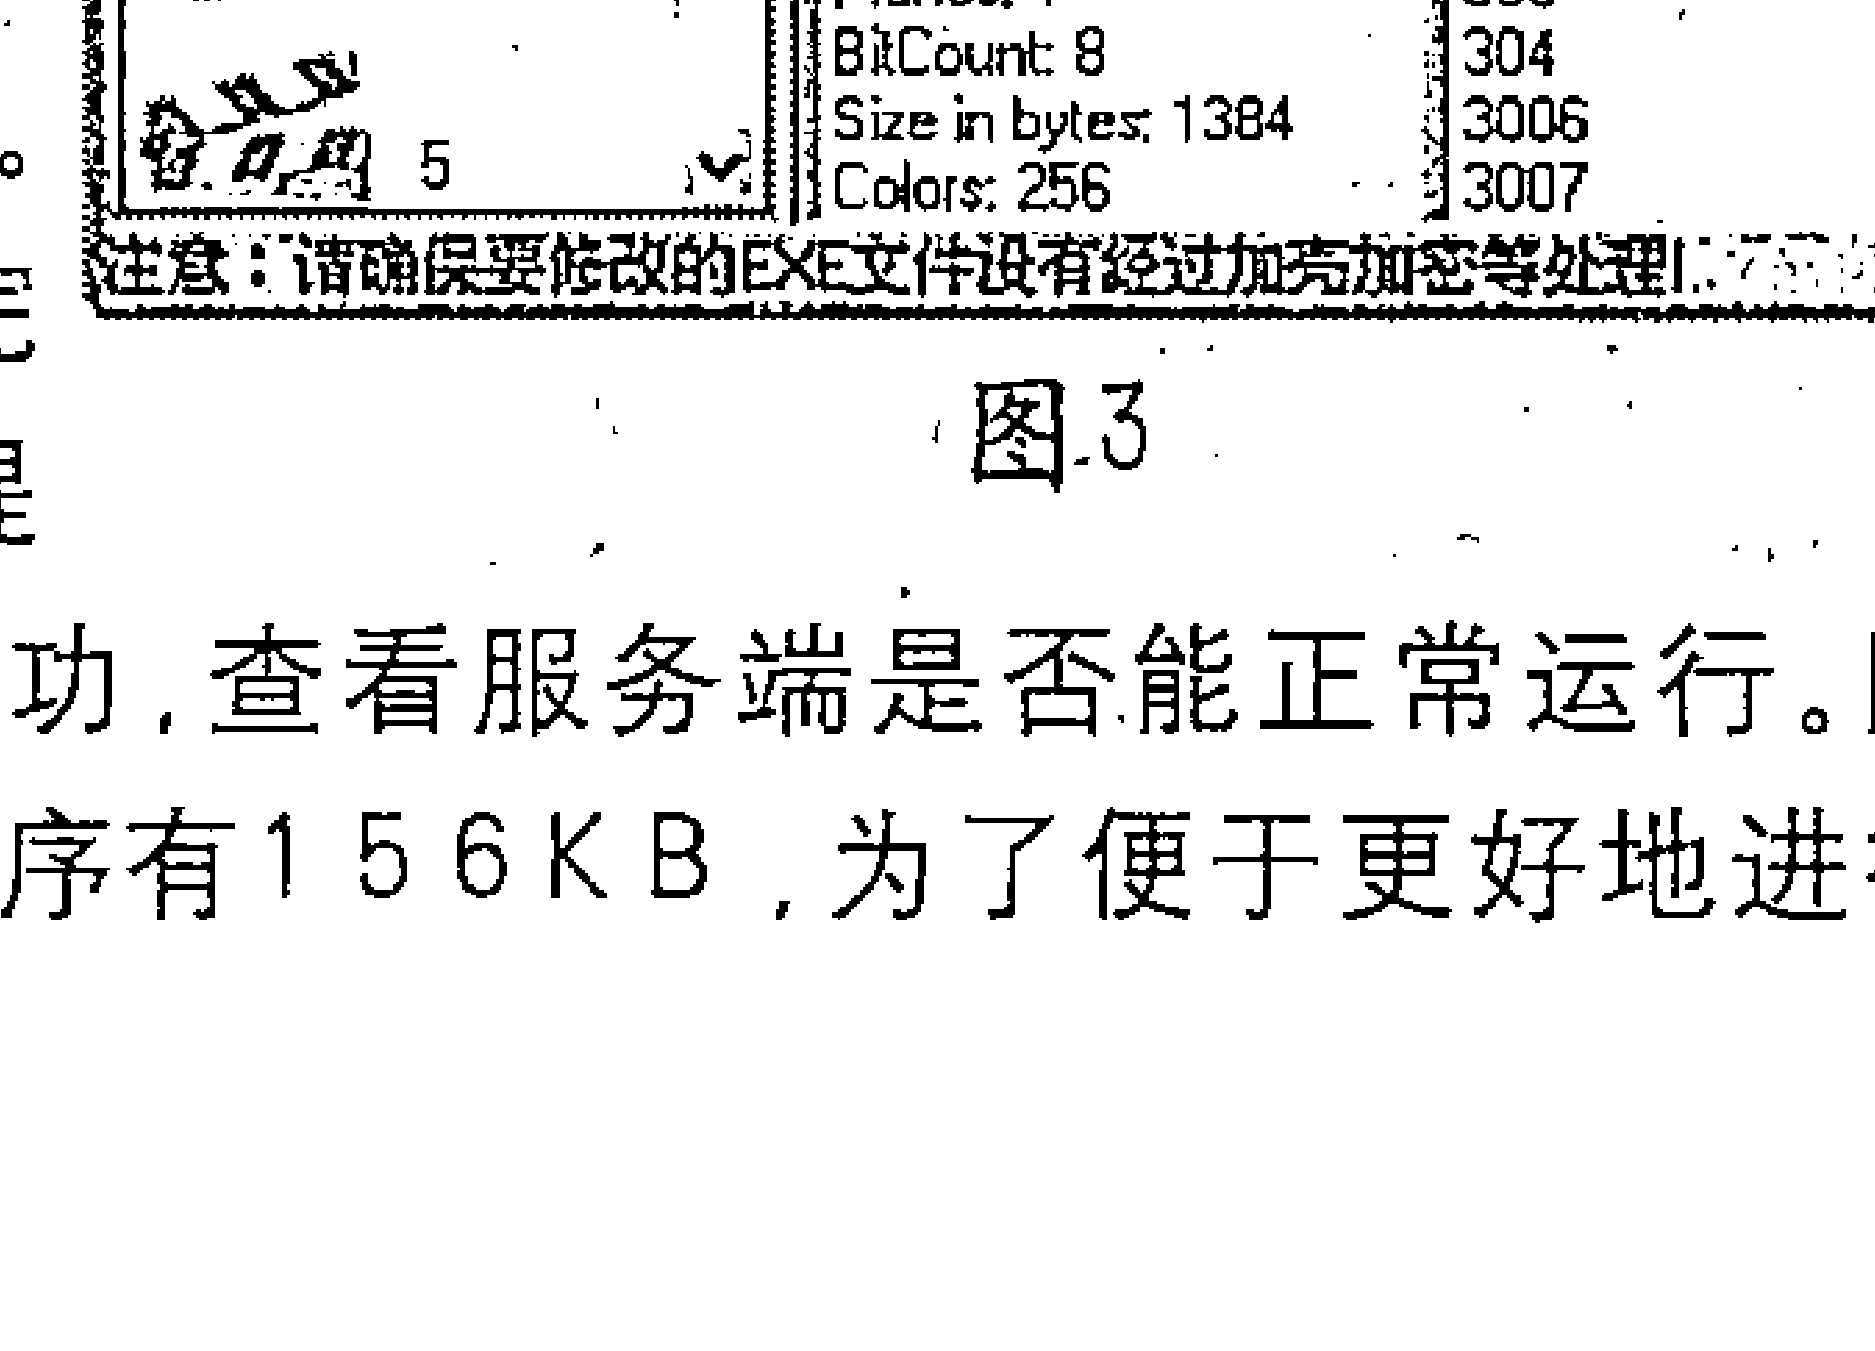 BitCount: 8
304
Size in bytes: 1384
3006
5
Colors: 256
3007
注意：请确保要修改的EXE文件没有经过加壳加密等处理!
图3
功,查看服务端是否能正常运行。
序有156KB,为了便于更好地进